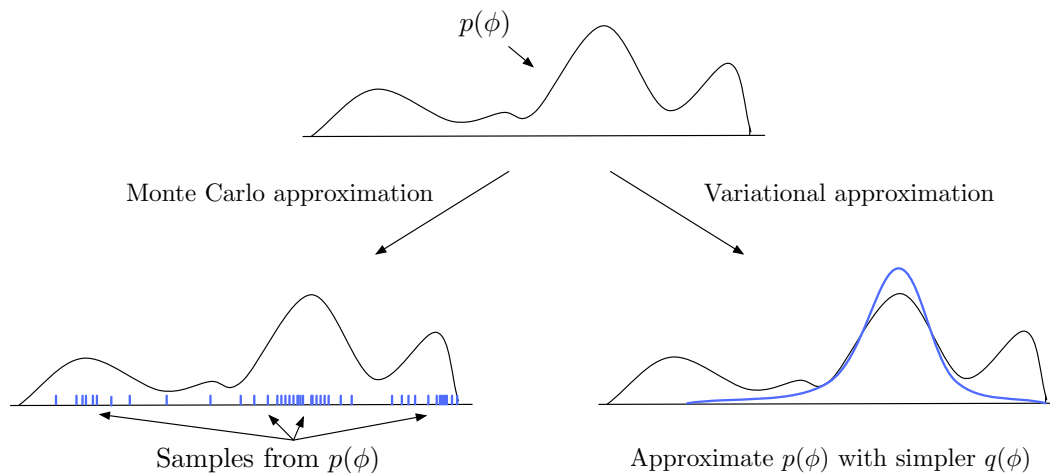 p(ϕ)
Monte Carlo approximation
Variational approximation
Samples from p(ϕ)
Approximate p(ϕ) with simpler q(ϕ)